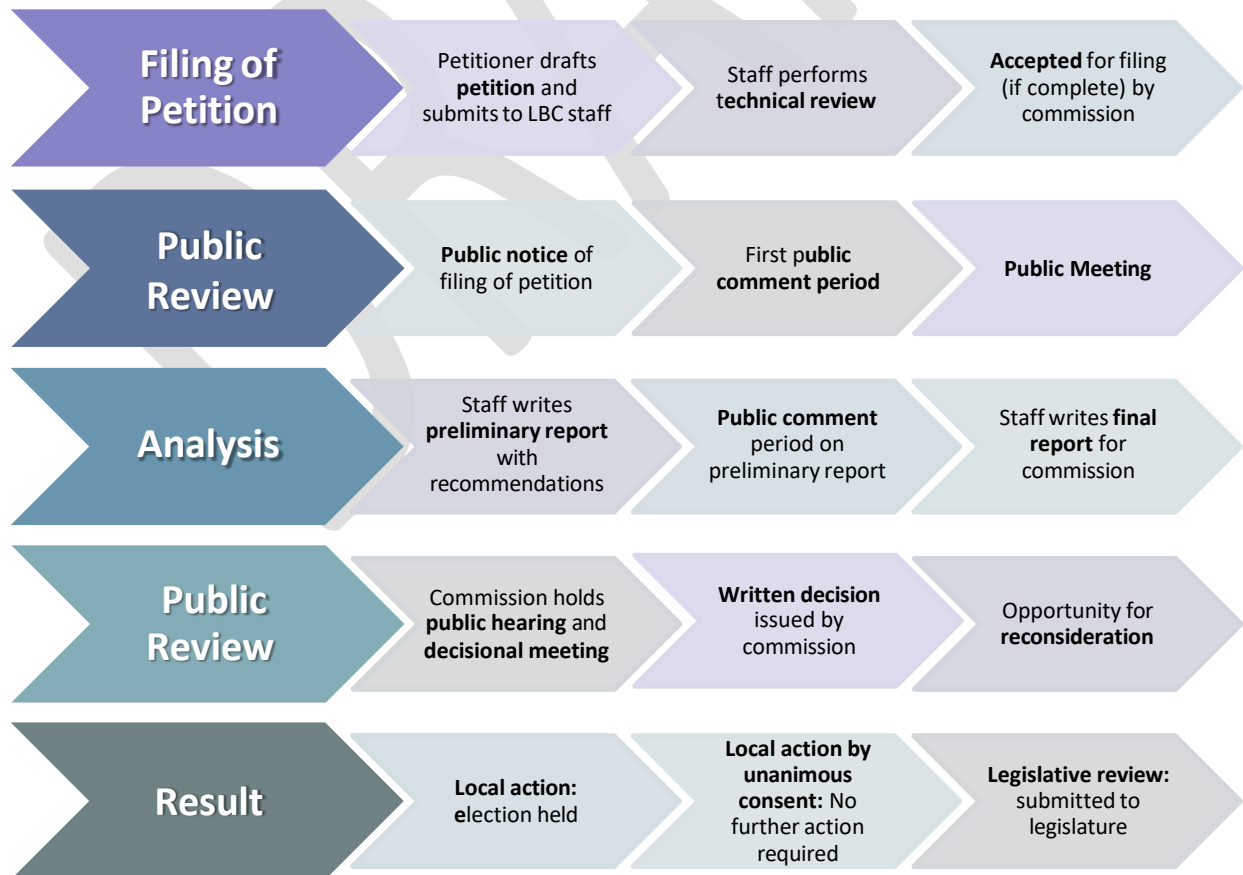 Filing of
Petition
Petitioner drafts
petition and
submits to LBC staff
Staff performs
technical review
Accepted for filing
(if complete) by
commission
Public
Review
Public notice of
filing of petition
First public
comment period
Public Meeting
Analysis
Staff writes
preliminary report
with
recommendations
Public comment
period on
preliminary report
Staff writes final
report for
commission
Public
Review
Commission holds
public hearing and
decisional meeting
Written decision
issued by
commission
Opportunity for
reconsideration
Result
Local action:
election held
Local action by
unanimous
consent: No
further action
required
Legislative review:
submitted to
legislature